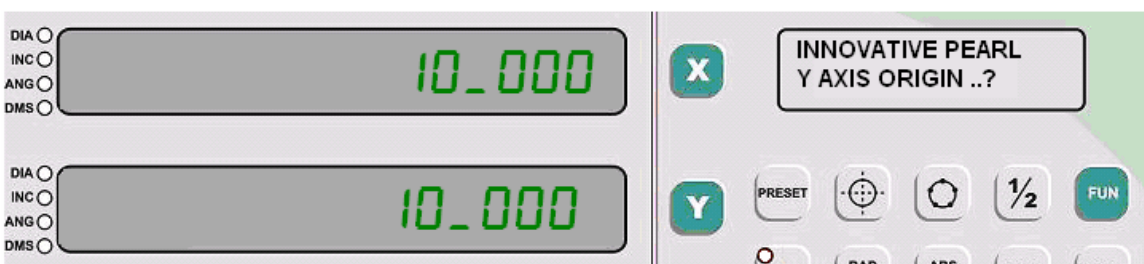 DIA
INC
ANG
DMS
10_000
X
INNOVATIVE PEARL
Y AXIS ORIGIN ..?
DIA
INC
ANG
DMS
10_000
Y
PRESET
1/2
FUN